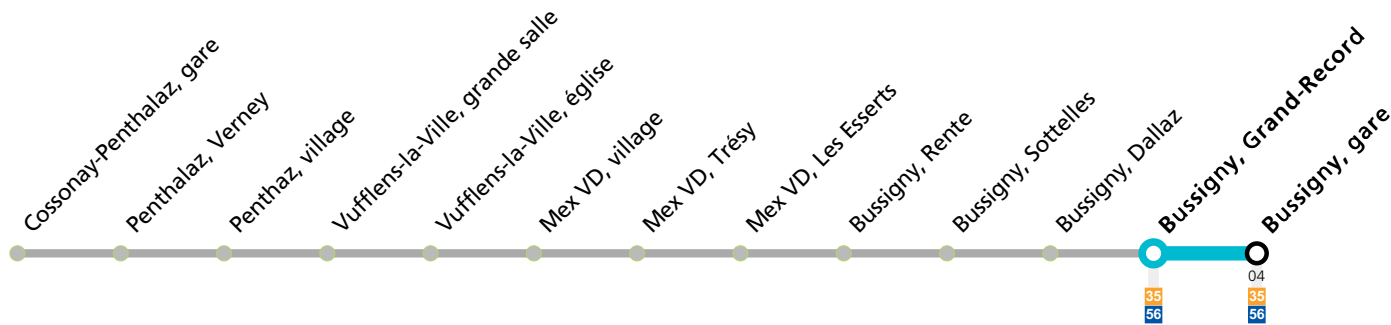 Cossonay-Penthalaz, gare
Penthalaz, Verney
Penthaz, village
Vufflens-la-Ville, grande salle
Vufflens-la-Ville, église
Mex VD, village
Mex VD, Trésy
Mex VD, Les Esserts
Bussigny, Rente
Bussigny, Sottelles
Bussigny, Dallaz
Bussigny, Grand-Record
Bussigny, gare
04
35
56
35
56